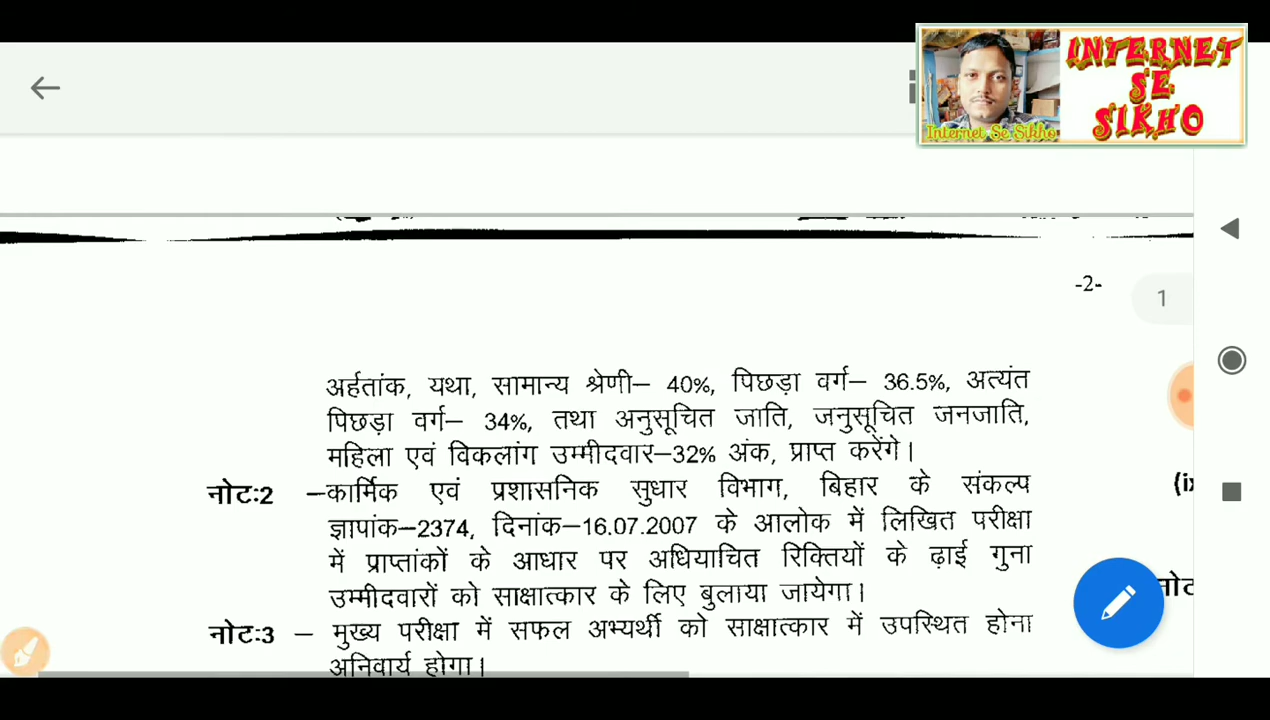 INTERNET
SE
SIKHO
Internet Se Sikho
-2-
1
अर्हतांक, यथा, सामान्य श्रेणी– 40%, पिछड़ा वर्ग– 36.5%, अत्यंत
पिछड़ा वर्ग– 34%, तथा अनुसूचित जाति, जनुसूचित जनजाति,
महिला एवं विकलांग उम्मीदवार–32% अंक, प्राप्त करेंगे।
नोटः2 –कार्मिक एवं प्रशासनिक सुधार विभाग, बिहार के संकल्प
ज्ञापांक–2374, दिनांक–16.07.2007 के आलोक में लिखित परीक्षा
में प्राप्तांकों के आधार पर अधियाचित रिक्तियों के ढ़ाई गुना
उम्मीदवारों को साक्षात्कार के लिए बुलाया जायेगा।
नोटः3 – मुख्य परीक्षा में सफल अभ्यर्थी को साक्षात्कार में उपस्थित होना
अनिवार्य होगा।